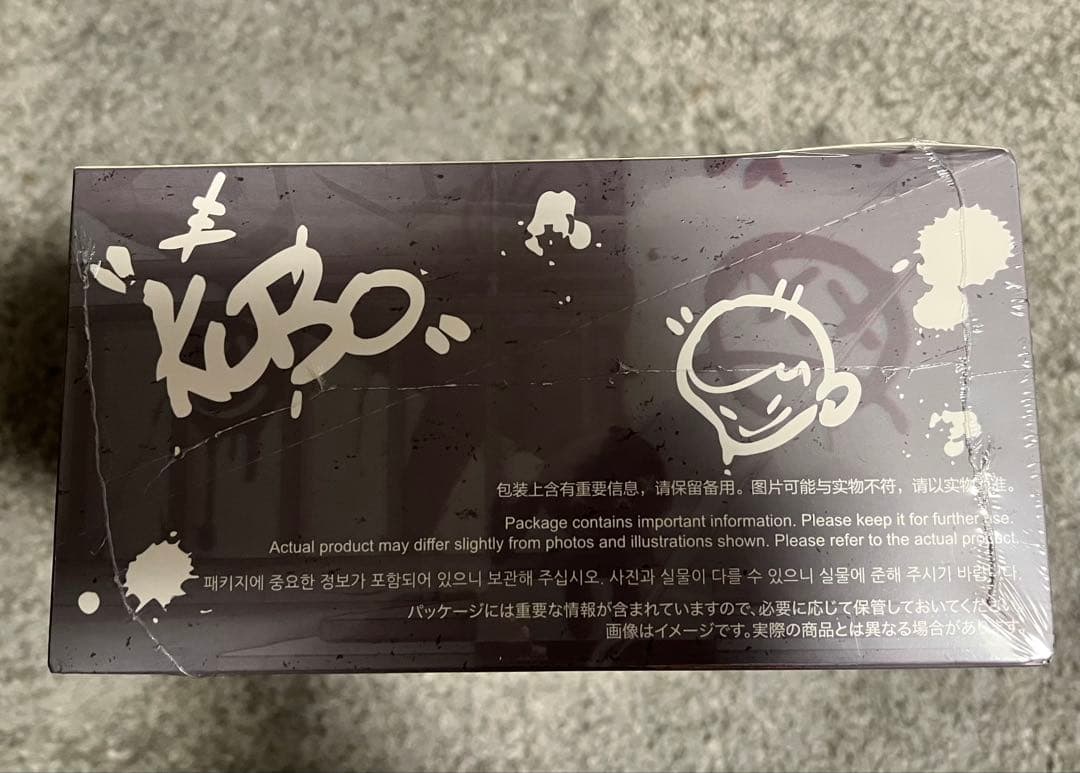 KUBO
包装上含有重要信息，请保留备用。图片可能与实物不符，请以实物为准。
Package contains important information. Please keep it for further use.
Actual product may differ slightly from photos and illustrations shown. Please refer to the actual product.
패키지에 중요한 정보가 포함되어 있으니 보관해 주십시오. 사진과 실물이 다를 수 있으니 실물에 준해 주시기 바랍니다.
パッケージには重要な情報が含まれていますので、必要に応じて保管しておいてください。
画像はイメージです。実際の商品とは異なる場合があります。